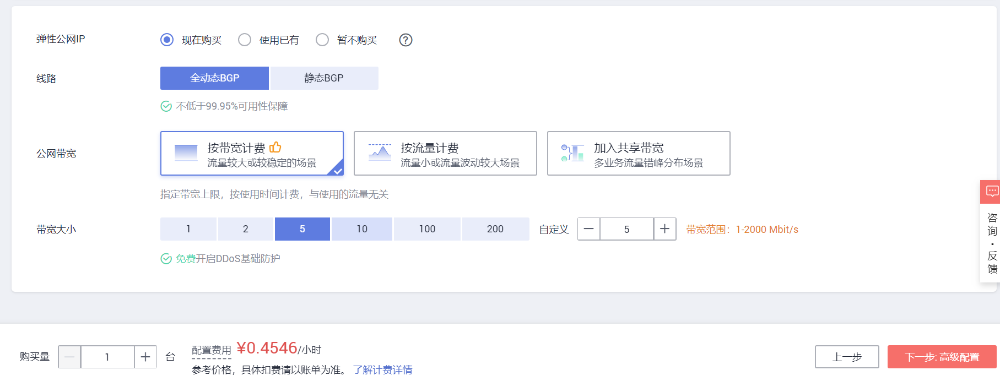 弹性公网IP
现在购买 使用已有 暂不购买 ?
线路
全动态BGP 静态BGP
不低于99.95%可用性保障
公网带宽
按带宽计费
流量较大或较稳定的场景
按流量计费
流量小或流量波动较大场景
加入共享带宽
多业务流量错峰分布场景
指定带宽上限，按使用时间计费，与使用的流量无关
带宽大小
1 2 5 10 100 200 自定义 — 5 + 带宽范围：1-2000 Mbit/s
免费开启DDoS基础防护
咨询·反馈
购买量 — 1 + 台
配置费用 ¥0.4546/小时
参考价格，具体扣费请以账单为准。 了解计费详情
上一步
下一步: 高级配置